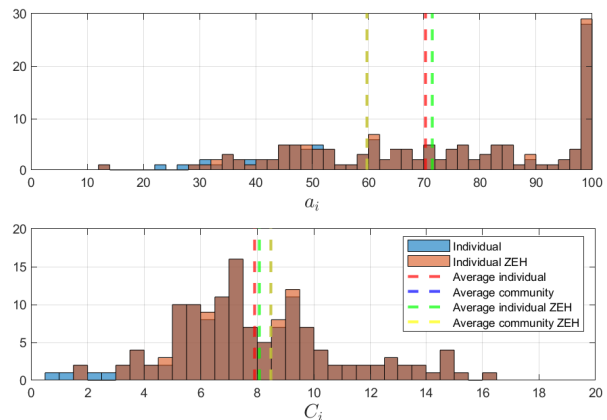 30
20
10
0
0 10 20 30 40 50 60 70 80 90 100
a_i
20
15
10
5
0
0 2 4 6 8 10 12 14 16 18 20
C_i
Individual
Individual ZEH
Average individual
Average community
Average individual ZEH
Average community ZEH